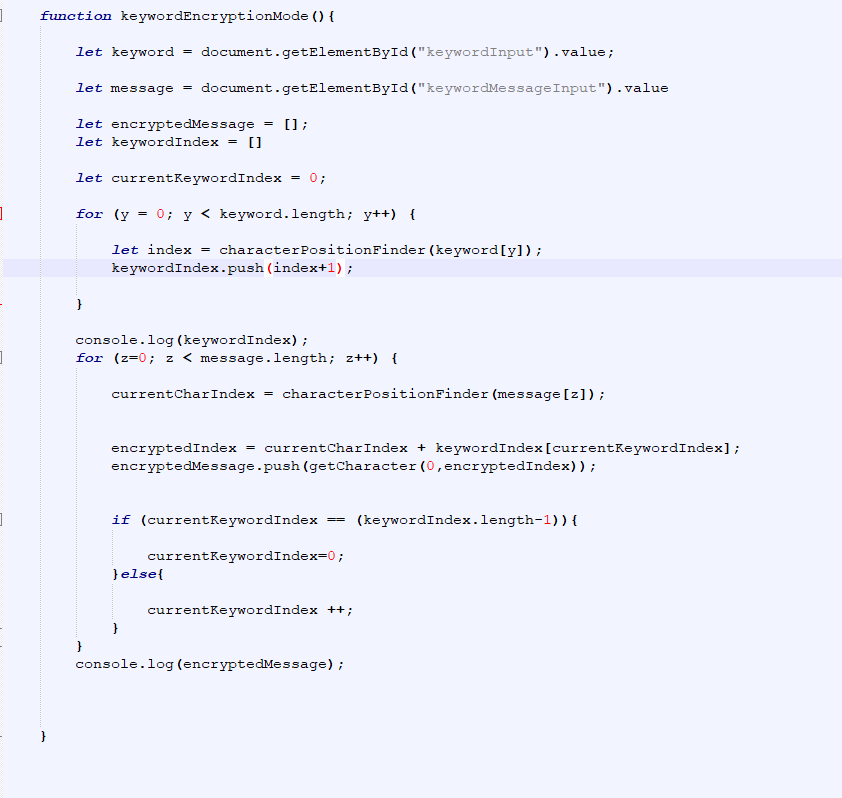 function keywordEncryptionMode(){
let keyword = document.getElementById("keywordInput").value;
let message = document.getElementById("keywordMessageInput").value
let encryptedMessage = [];
let keywordIndex = []
let currentKeywordIndex = 0;
for (y = 0; y < keyword.length; y++) {
let index = characterPositionFinder(keyword[y]);
keywordIndex.push(index+1);
}
console.log(keywordIndex);
for (z=0; z < message.length; z++) {
currentCharIndex = characterPositionFinder(message[z]);
encryptedIndex = currentCharIndex + keywordIndex[currentKeywordIndex];
encryptedMessage.push(getCharacter(0,encryptedIndex));
if (currentKeywordIndex == (keywordIndex.length-1)){
currentKeywordIndex=0;
}else{
currentKeywordIndex ++;
}
}
console.log(encryptedMessage);
}